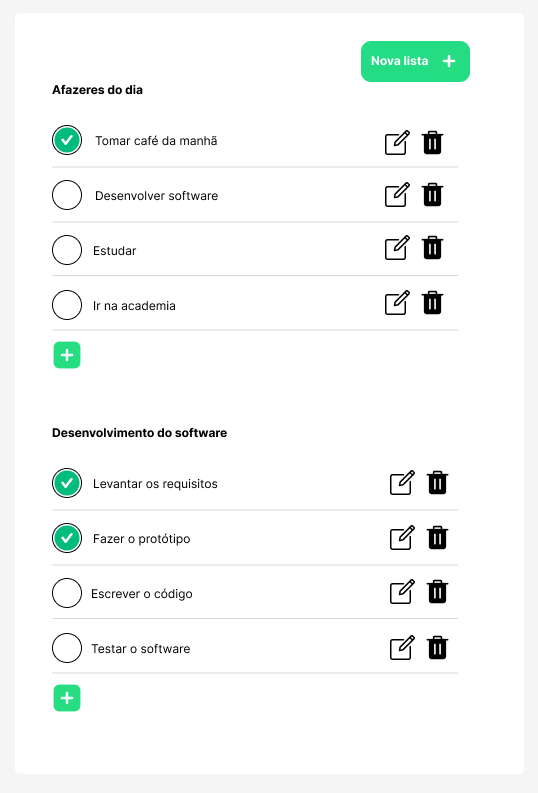 Nova lista
Afazeres do dia
Tomar café da manhã
Desenvolver software
Estudar
Ir na academia
Desenvolvimento do software
Levantar os requisitos
Fazer o protótipo
Escrever o código
Testar o software